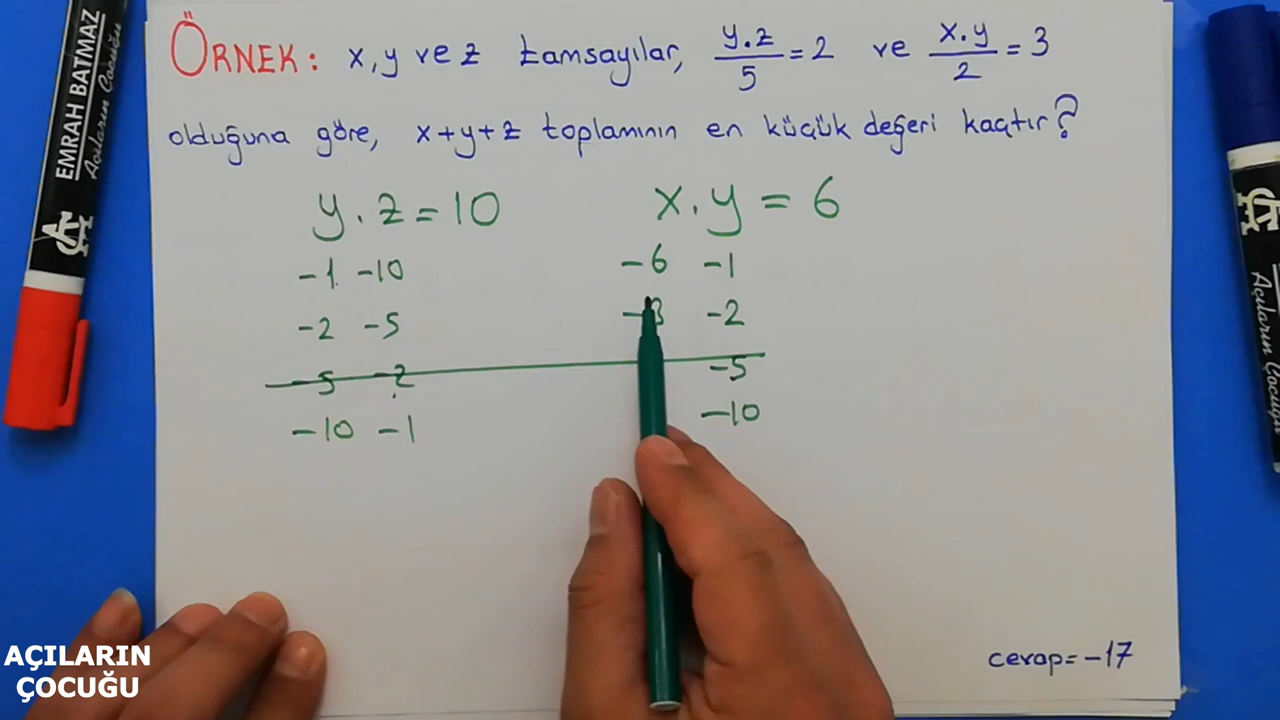 ÖRNEK: x, y ve z tamsayılar, y.z/5 = 2 ve x.y/2 = 3
olduğuna göre, x+y+z toplamının en küçük değeri kaçtır?
y.z=10 x.y = 6
-1 -10 -6 -1
-2 -5 -3 -2
-5 -2 -5
-10 -1 -10
cevap=-17
EMRAH BATMAZ
Açıların Çocuğu
AÇILARIN
ÇOCUĞU